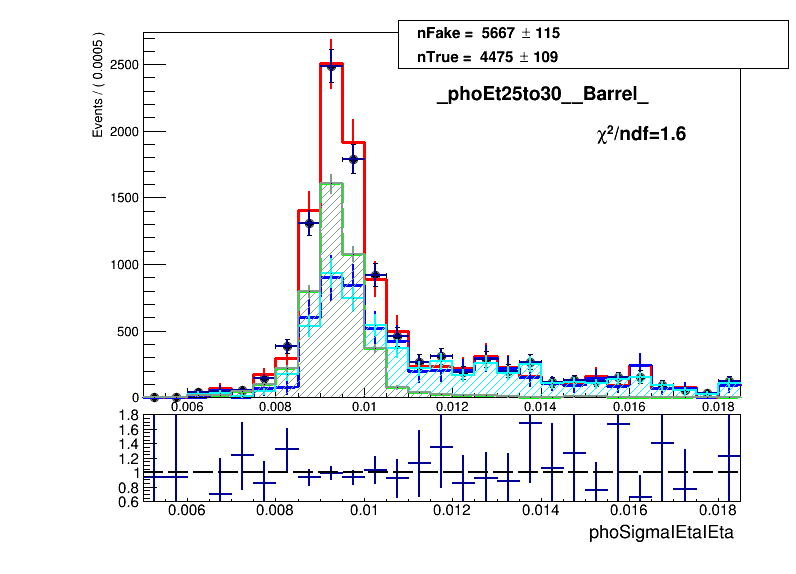 nFake = 5667 ± 115
nTrue = 4475 ± 109
_phoEt25to30__Barrel_
χ²/ndf=1.6
Events / ( 0.0005 )
2500
2000
1500
1000
500
0
0.006 0.008 0.01 0.012 0.014 0.016 0.018
1.8
1.6
1.4
1.2
1
0.8
0.6
0.006 0.008 0.01 0.012 0.014 0.016 0.018
phoSigmaIEtaIEta